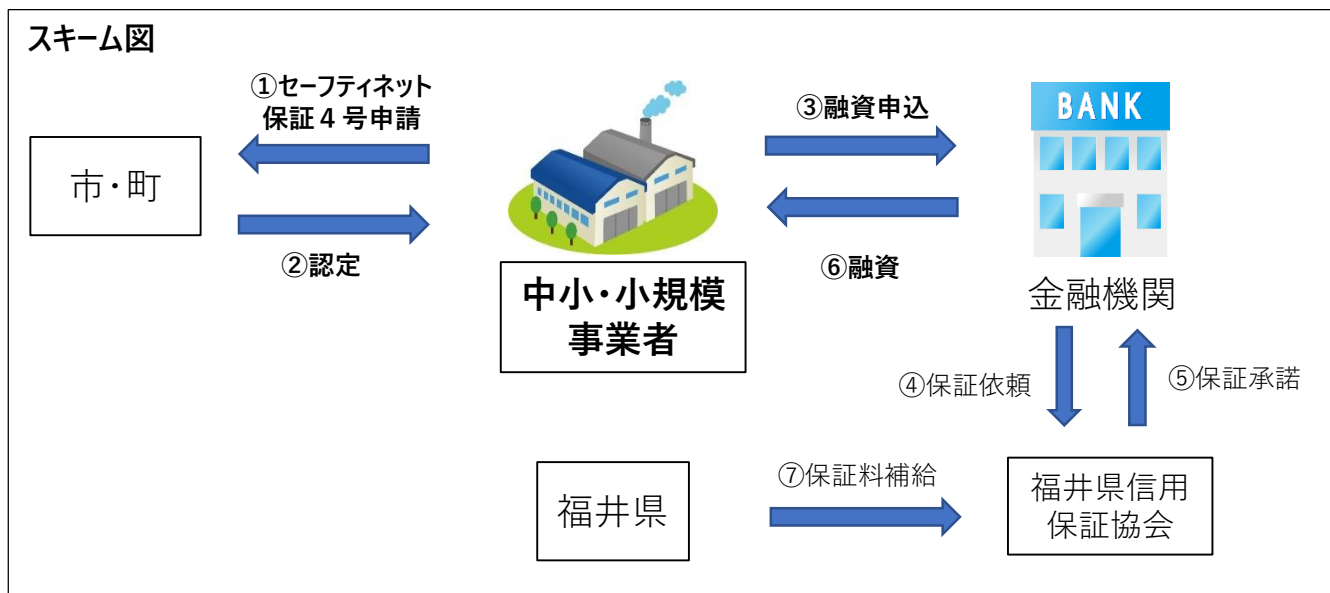 スキーム図
①セーフティネット
保証４号申請
市・町
②認定
中小・小規模
事業者
③融資申込
⑥融資
BANK
金融機関
④保証依頼
⑤保証承諾
福井県
⑦保証料補給
福井県信用
保証協会